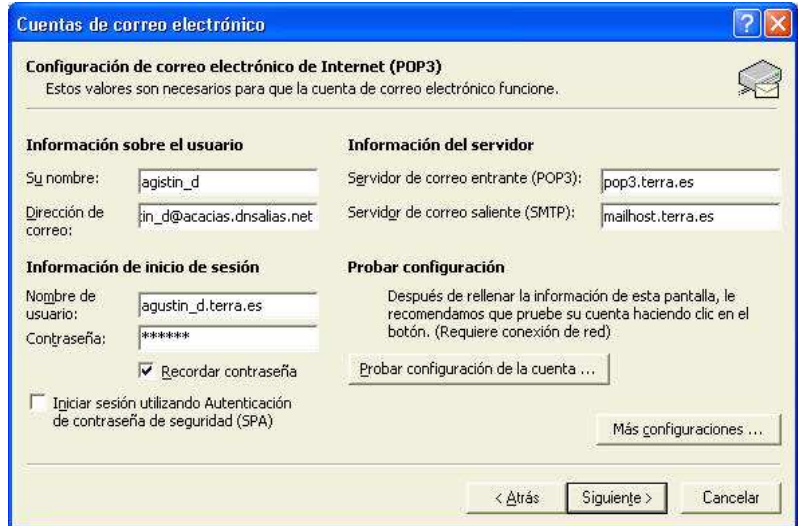 Cuentas de correo electrónico
Configuración de correo electrónico de Internet (POP3)
Estos valores son necesarios para que la cuenta de correo electrónico funcione.
Información sobre el usuario
Su nombre: agistin_d
Dirección de
correo: tin_d@acacias.dnsalias.net
Información de inicio de sesión
Nombre de
usuario: agustin_d.terra.es
Contraseña: ******
Recordar contraseña
Iniciar sesión utilizando Autenticación
de contraseña de seguridad (SPA)
Información del servidor
Servidor de correo entrante (POP3): pop3.terra.es
Servidor de correo saliente (SMTP): mailhost.terra.es
Probar configuración
Después de rellenar la información de esta pantalla, le
recomendamos que pruebe su cuenta haciendo clic en el
botón. (Requiere conexión de red)
Probar configuración de la cuenta ...
Más configuraciones ...
< Atrás
Siguiente >
Cancelar